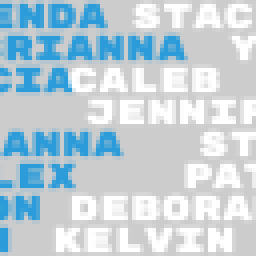 ENDA STAC
RIANNA Y
CIA CALEB
JENNIF
ANNA ST
LEX PAT
ON DEBORA
KELVIN